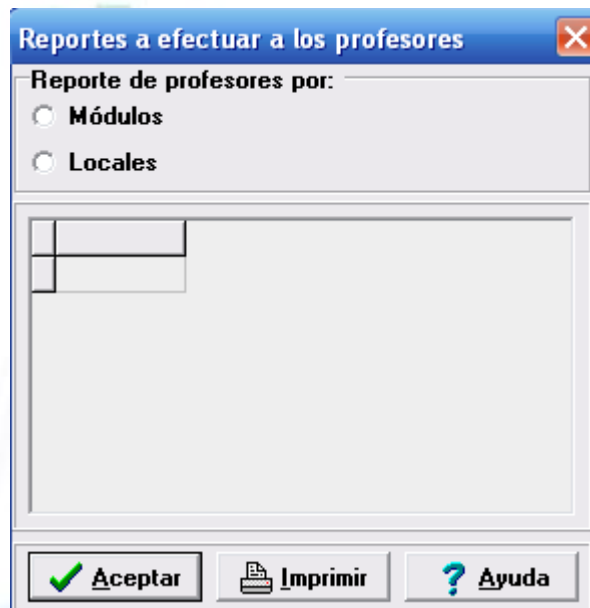 Reportes a efectuar a los profesores
Reporte de profesores por:
Módulos
Locales
Aceptar Imprimir Ayuda